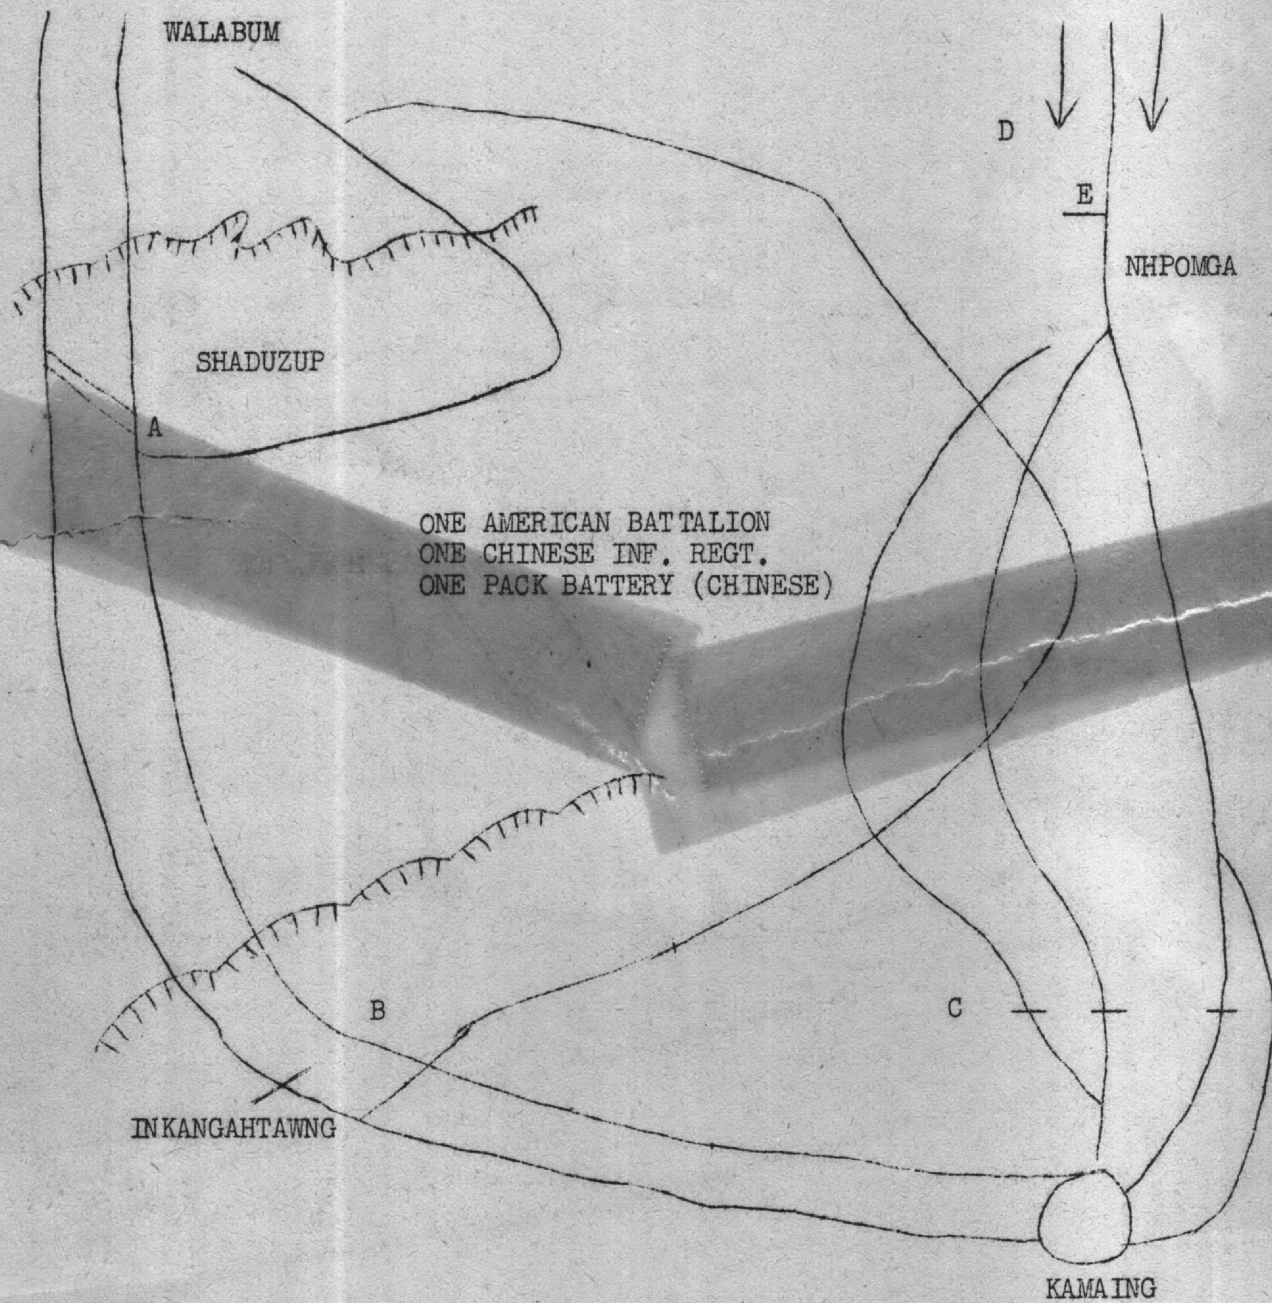 WALABUM
D
E
NHPOMGA
SHADUZUP
A
ONE AMERICAN BATTALION
ONE CHINESE INF. REGT.
ONE PACK BATTERY (CHINESE)
B
C
INKANGAHTAWNG
KAMAING